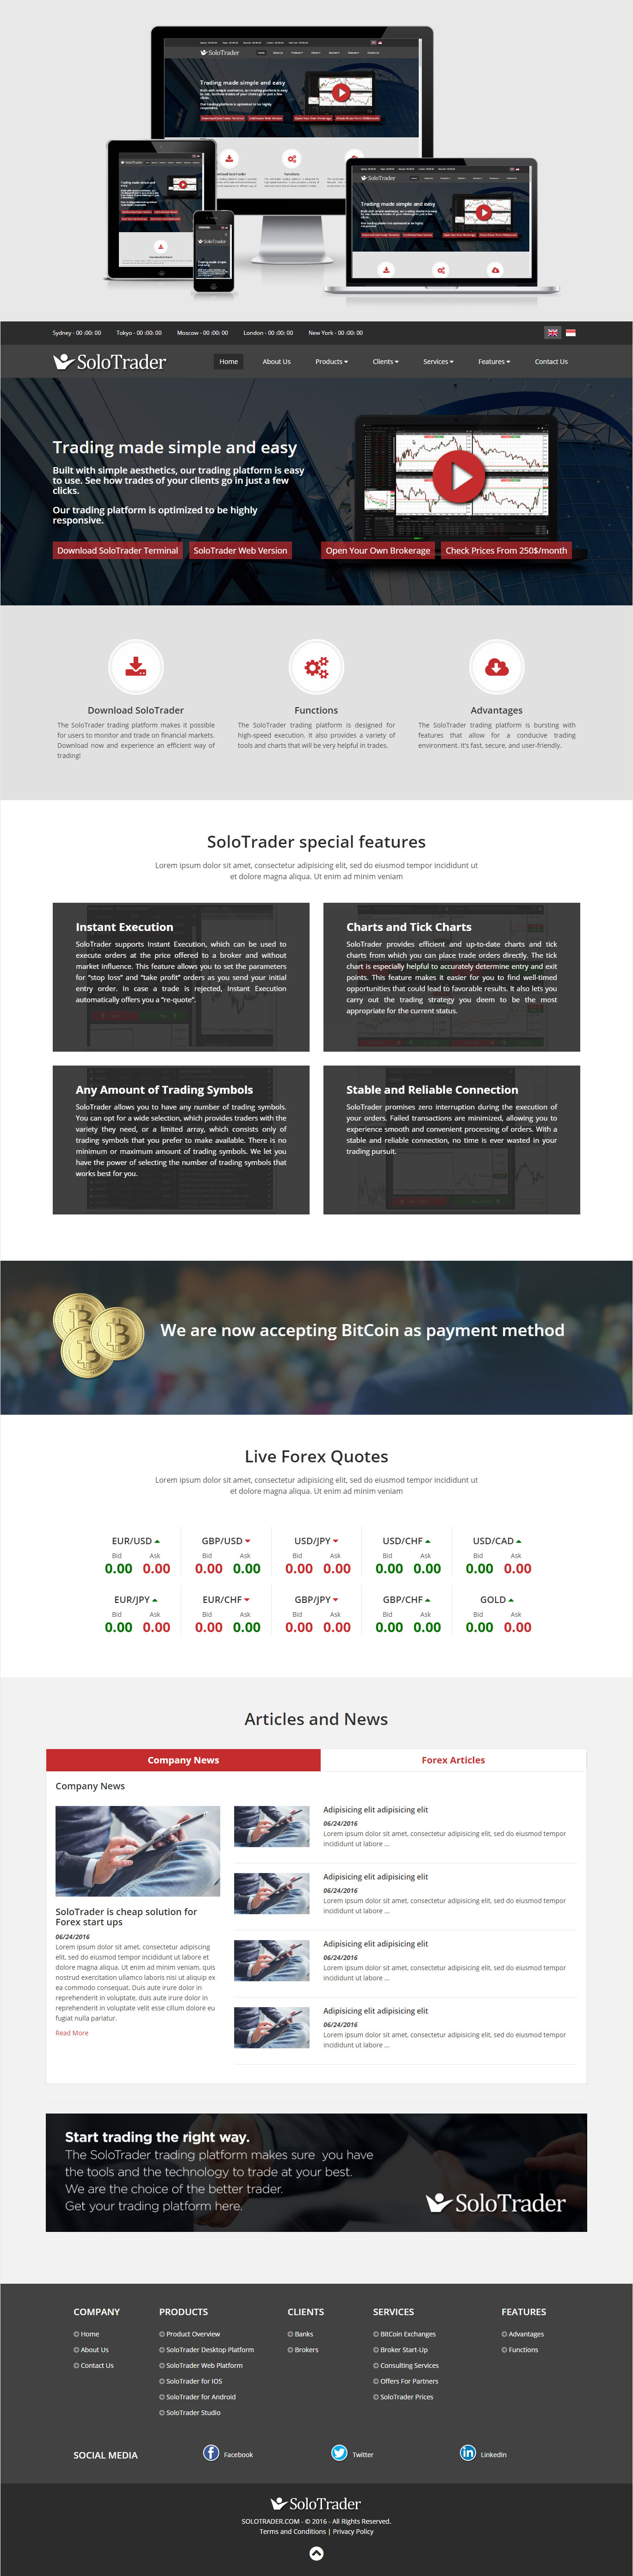 SoloTrader
Trading made simple and easy
SoloTrader
Trading made simple and easy
SoloTrader
Trading made simple and easy
SoloTrader
Trading made simple and easy
Sydney - 00 :00: 00 Tokyo - 00 :00: 00 Moscow - 00 :00: 00 London - 00 :00: 00 New York - 00 :00: 00
SoloTrader Home About Us Products Clients Services Features Contact Us
Trading made simple and easy
Built with simple aesthetics, our trading platform is easy
to use. See how trades of your clients go in just a few
clicks.
Our trading platform is optimized to be highly
responsive.
Download SoloTrader Terminal SoloTrader Web Version Open Your Own Brokerage Check Prices From 250$/month
Download SoloTrader
The SoloTrader trading platform makes it possible
for users to monitor and trade on financial markets.
Download now and experience an efficient way of
trading!
Functions
The SoloTrader trading platform is designed for
high-speed execution. It also provides a variety of
tools and charts that will be very helpful in trades.
Advantages
The SoloTrader trading platform is bursting with
features that allow for a conducive trading
environment. It's fast, secure, and user-friendly.
SoloTrader special features
Lorem ipsum dolor sit amet, consectetur adipisicing elit, sed do eiusmod tempor incididunt ut
et dolore magna aliqua. Ut enim ad minim veniam
Instant Execution
SoloTrader supports Instant Execution, which can be used to
execute orders at the price offered to a broker and without
market influence. This feature allows you to set the parameters
for “stop loss” and “take profit” orders as you send your initial
entry order. In case a trade is rejected, Instant Execution
automatically offers you a “re-quote”.
Charts and Tick Charts
SoloTrader provides efficient and up-to-date charts and tick
charts from which you can place trade orders directly. The tick
chart is especially helpful to accurately determine entry and exit
points. This feature makes it easier for you to find well-timed
opportunities that could lead to favorable results. It also lets you
carry out the trading strategy you deem to be the most
appropriate for the current status.
Any Amount of Trading Symbols
SoloTrader allows you to have any number of trading symbols.
You can opt for a wide selection, which provides traders with the
variety they need, or a limited array, which consists only of
trading symbols that you prefer to make available. There is no
minimum or maximum amount of trading symbols. We let you
have the power of selecting the number of trading symbols that
works best for you.
Stable and Reliable Connection
SoloTrader promises zero interruption during the execution of
your orders. Failed transactions are minimized, allowing you to
experience smooth and convenient processing of orders. With a
stable and reliable connection, no time is ever wasted in your
trading pursuit.
We are now accepting BitCoin as payment method
Live Forex Quotes
Lorem ipsum dolor sit amet, consectetur adipisicing elit, sed do eiusmod tempor incididunt ut
et dolore magna aliqua. Ut enim ad minim veniam
EUR/USD GBP/USD USD/JPY USD/CHF USD/CAD
Bid Ask Bid Ask Bid Ask Bid Ask Bid Ask
0.00 0.00 0.00 0.00 0.00 0.00 0.00 0.00 0.00 0.00
EUR/JPY EUR/CHF GBP/JPY GBP/CHF GOLD
Bid Ask Bid Ask Bid Ask Bid Ask Bid Ask
0.00 0.00 0.00 0.00 0.00 0.00 0.00 0.00 0.00 0.00
Articles and News
Company News Forex Articles
Company News
SoloTrader is cheap solution for
Forex start ups
06/24/2016
Lorem ipsum dolor sit amet, consectetur adipisicing
elit, sed do eiusmod tempor incididunt ut labore et
dolore magna aliqua. Ut enim ad minim veniam, quis
nostrud exercitation ullamco laboris nisi ut aliquip ex
ea commodo consequat. Duis aute irure dolor in
reprehenderit in voluptate, duis aute irure dolor in
reprehenderit in voluptate velit esse cillum dolore eu
fugiat nulla pariatur.
Read More
Adipisicing elit adipisicing elit
06/24/2016
Lorem ipsum dolor sit amet, consectetur adipisicing elit, sed do eiusmod tempor
incididunt ut labore ...
Adipisicing elit adipisicing elit
06/24/2016
Lorem ipsum dolor sit amet, consectetur adipisicing elit, sed do eiusmod tempor
incididunt ut labore ...
Adipisicing elit adipisicing elit
06/24/2016
Lorem ipsum dolor sit amet, consectetur adipisicing elit, sed do eiusmod tempor
incididunt ut labore ...
Adipisicing elit adipisicing elit
06/24/2016
Lorem ipsum dolor sit amet, consectetur adipisicing elit, sed do eiusmod tempor
incididunt ut labore ...
Start trading the right way.
The SoloTrader trading platform makes sure you have
the tools and the technology to trade at your best.
We are the choice of the better trader.
Get your trading platform here.
SoloTrader
COMPANY
Home
About Us
Contact Us
PRODUCTS
Product Overview
SoloTrader Desktop Platform
SoloTrader Web Platform
SoloTrader for IOS
SoloTrader for Android
SoloTrader Studio
CLIENTS
Banks
Brokers
SERVICES
BitCoin Exchanges
Broker Start-Up
Consulting Services
Offers For Partners
SoloTrader Prices
FEATURES
Advantages
Functions
SOCIAL MEDIA Facebook Twitter LinkedIn
SoloTrader
SOLOTRADER.COM - © 2016 - All Rights Reserved.
Terms and Conditions | Privacy Policy